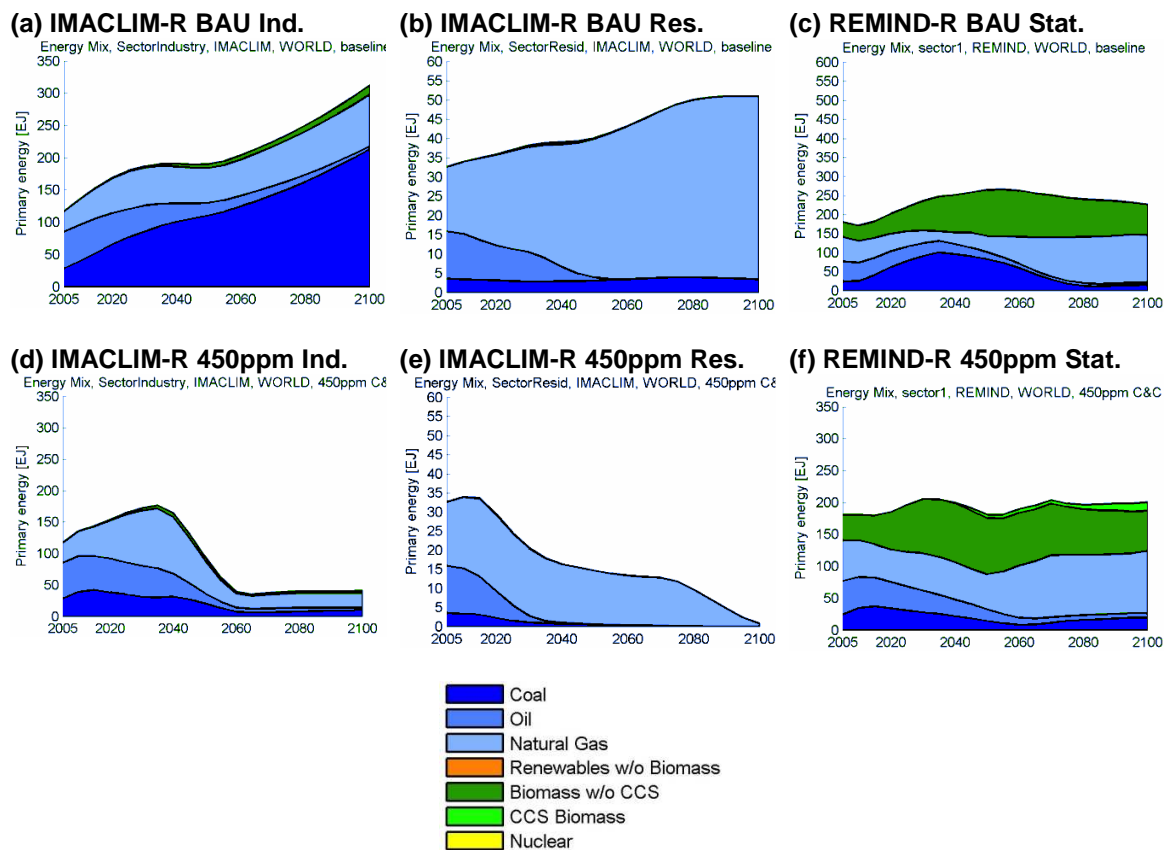 (a) IMACLIM-R BAU Ind.
Energy Mix, SectorIndustry, IMACLIM, WORLD, baseline
Primary energy [EJ]
350
300
250
200
150
100
50
0
2005 2020 2040 2060 2080 2100
(b) IMACLIM-R BAU Res.
Energy Mix, SectorResid, IMACLIM, WORLD, baseline
Primary energy [EJ]
60
55
50
45
40
35
30
25
20
15
10
5
0
2005 2020 2040 2060 2080 2100
(c) REMIND-R BAU Stat.
Energy Mix, sector1, REMIND, WORLD, baseline
Primary energy [EJ]
600
500
400
300
250
200
150
100
50
0
2005 2020 2040 2060 2080 2100
(d) IMACLIM-R 450ppm Ind.
Energy Mix, SectorIndustry, IMACLIM, WORLD, 450ppm C&
Primary energy [EJ]
350
300
250
200
150
100
50
0
2005 2020 2040 2060 2080 2100
(e) IMACLIM-R 450ppm Res.
Energy Mix, SectorResid, IMACLIM, WORLD, 450ppm C&
Primary energy [EJ]
60
55
50
45
40
35
30
25
20
15
10
5
0
2005 2020 2040 2060 2080 2100
(f) REMIND-R 450ppm Stat.
Energy Mix, sector1, REMIND, WORLD, 450ppm C&C
Primary energy [EJ]
350
300
250
200
150
100
50
0
2005 2020 2040 2060 2080 2100
Coal
Oil
Natural Gas
Renewables w/o Biomass
Biomass w/o CCS
CCS Biomass
Nuclear